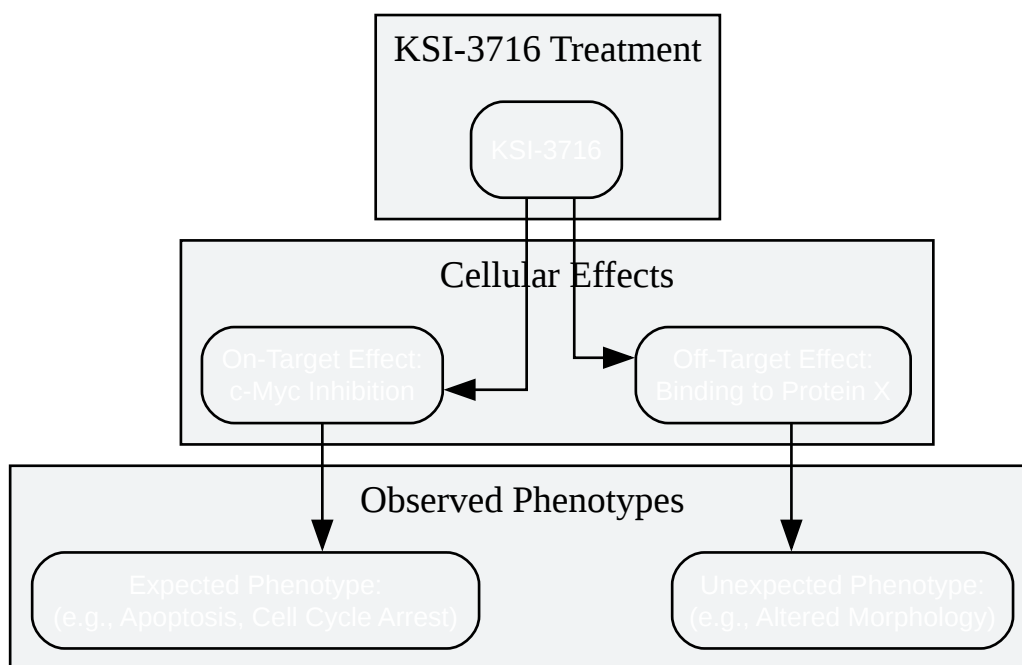 KSI-3716 Treatment
KSI-3716
Cellular Effects
On-Target Effect:
c-Myc Inhibition
Off-Target Effect:
Binding to Protein X
Observed Phenotypes
Expected Phenotype:
(e.g., Apoptosis, Cell Cycle Arrest)
Unexpected Phenotype:
(e.g., Altered Morphology)